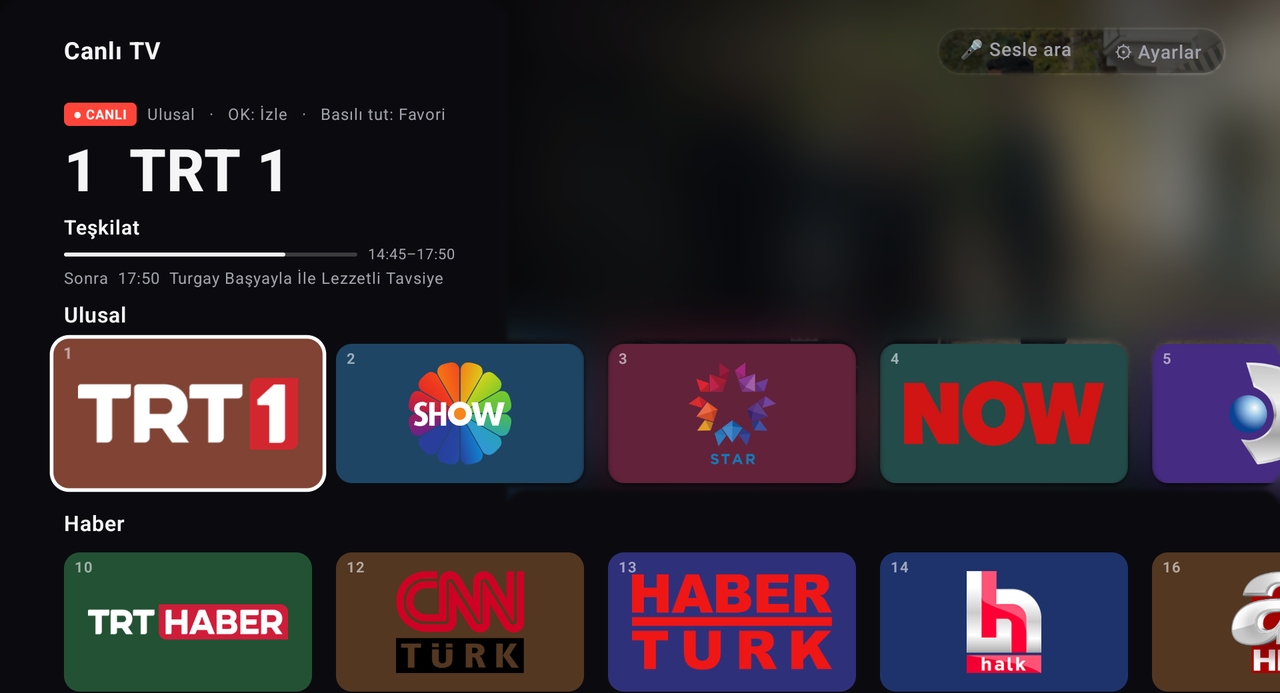 Canlı TV
🎤 Sesle ara
Ayarlar
CANLI Ulusal · OK: İzle · Basılı tut: Favori
1 TRT 1
Teşkilat
14:45–17:50
Sonra 17:50 Turgay Başyayla İle Lezzetli Tavsiye
Ulusal
1
TRT 1
2
SHOW
3
STAR
4
NOW
5
Haber
10
TRT HABER
12
CNN
TÜRK
13
HABER
TURK
14
h
halk
16
a